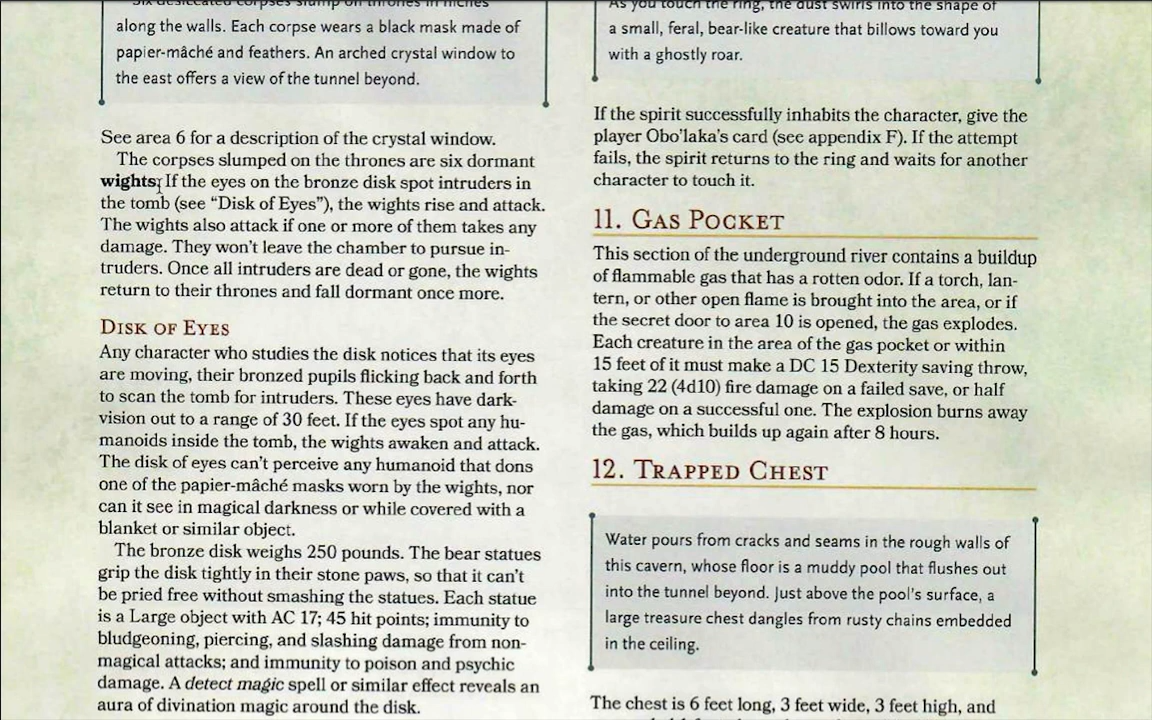 Six desiccated corpses slump on thrones in niches
along the walls. Each corpse wears a black mask made of
papier-mâché and feathers. An arched crystal window to
the east offers a view of the tunnel beyond.
See area 6 for a description of the crystal window.
The corpses slumped on the thrones are six dormant
wights. If the eyes on the bronze disk spot intruders in
the tomb (see “Disk of Eyes”), the wights rise and attack.
The wights also attack if one or more of them takes any
damage. They won’t leave the chamber to pursue in-
truders. Once all intruders are dead or gone, the wights
return to their thrones and fall dormant once more.
Disk of Eyes
Any character who studies the disk notices that its eyes
are moving, their bronzed pupils flicking back and forth
to scan the tomb for intruders. These eyes have dark-
vision out to a range of 30 feet. If the eyes spot any hu-
manoids inside the tomb, the wights awaken and attack.
The disk of eyes can’t perceive any humanoid that dons
one of the papier-mâché masks worn by the wights, nor
can it see in magical darkness or while covered with a
blanket or similar object.
The bronze disk weighs 250 pounds. The bear statues
grip the disk tightly in their stone paws, so that it can’t
be pried free without smashing the statues. Each statue
is a Large object with AC 17; 45 hit points; immunity to
bludgeoning, piercing, and slashing damage from non-
magical attacks; and immunity to poison and psychic
damage. A detect magic spell or similar effect reveals an
aura of divination magic around the disk.
As you touch the ring, the dust swirls into the shape of
a small, feral, bear-like creature that billows toward you
with a ghostly roar.
If the spirit successfully inhabits the character, give the
player Obo’laka’s card (see appendix F). If the attempt
fails, the spirit returns to the ring and waits for another
character to touch it.
11. Gas Pocket
This section of the underground river contains a buildup
of flammable gas that has a rotten odor. If a torch, lan-
tern, or other open flame is brought into the area, or if
the secret door to area 10 is opened, the gas explodes.
Each creature in the area of the gas pocket or within
15 feet of it must make a DC 15 Dexterity saving throw,
taking 22 (4d10) fire damage on a failed save, or half
damage on a successful one. The explosion burns away
the gas, which builds up again after 8 hours.
12. Trapped Chest
Water pours from cracks and seams in the rough walls of
this cavern, whose floor is a muddy pool that flushes out
into the tunnel beyond. Just above the pool’s surface, a
large treasure chest dangles from rusty chains embedded
in the ceiling.
The chest is 6 feet long, 3 feet wide, 3 feet high, and